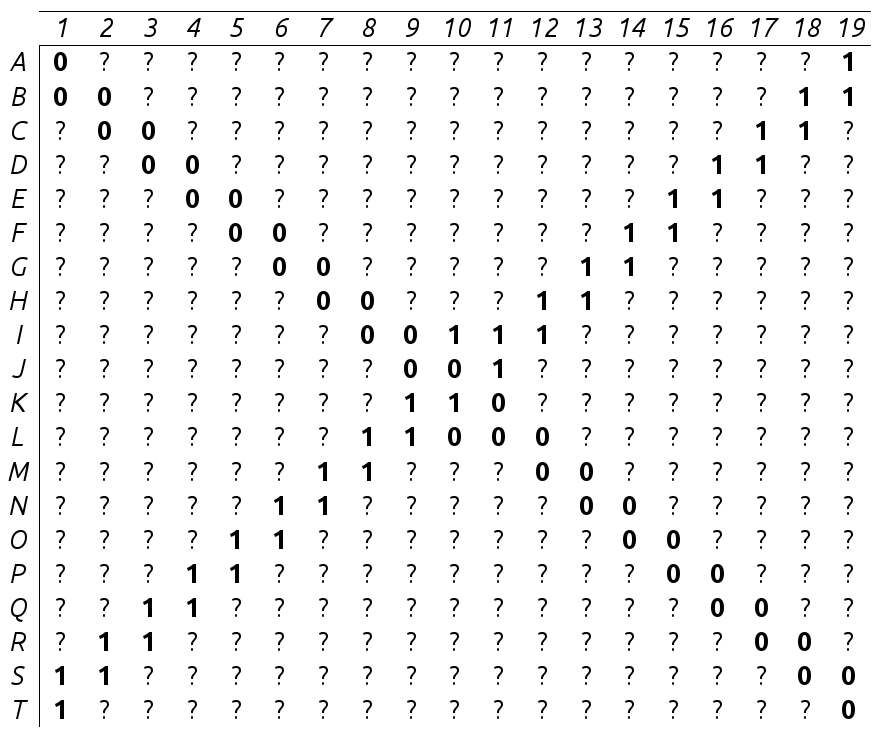 1 2 3 4 5 6 7 8 9 10 11 12 13 14 15 16 17 18 19
A 0 ? ? ? ? ? ? ? ? ? ? ? ? ? ? ? ? ? 1
B 0 0 ? ? ? ? ? ? ? ? ? ? ? ? ? ? ? 1 1
C ? 0 0 ? ? ? ? ? ? ? ? ? ? ? ? ? 1 1 ?
D ? ? 0 0 ? ? ? ? ? ? ? ? ? ? ? 1 1 ? ?
E ? ? ? 0 0 ? ? ? ? ? ? ? ? ? 1 1 ? ? ?
F ? ? ? ? 0 0 ? ? ? ? ? ? ? 1 1 ? ? ? ?
G ? ? ? ? ? 0 0 ? ? ? ? ? 1 1 ? ? ? ? ?
H ? ? ? ? ? ? 0 0 ? ? ? 1 1 ? ? ? ? ? ?
I ? ? ? ? ? ? ? 0 0 1 1 1 ? ? ? ? ? ? ?
J ? ? ? ? ? ? ? ? 0 0 1 ? ? ? ? ? ? ? ?
K ? ? ? ? ? ? ? ? 1 1 0 ? ? ? ? ? ? ? ?
L ? ? ? ? ? ? ? 1 1 0 0 0 ? ? ? ? ? ? ?
M ? ? ? ? ? ? 1 1 ? ? ? 0 0 ? ? ? ? ? ?
N ? ? ? ? ? 1 1 ? ? ? ? ? 0 0 ? ? ? ? ?
O ? ? ? ? 1 1 ? ? ? ? ? ? ? 0 0 ? ? ? ?
P ? ? ? 1 1 ? ? ? ? ? ? ? ? ? 0 0 ? ? ?
Q ? ? 1 1 ? ? ? ? ? ? ? ? ? ? ? 0 0 ? ?
R ? 1 1 ? ? ? ? ? ? ? ? ? ? ? ? ? 0 0 ?
S 1 1 ? ? ? ? ? ? ? ? ? ? ? ? ? ? ? 0 0
T 1 ? ? ? ? ? ? ? ? ? ? ? ? ? ? ? ? ? 0